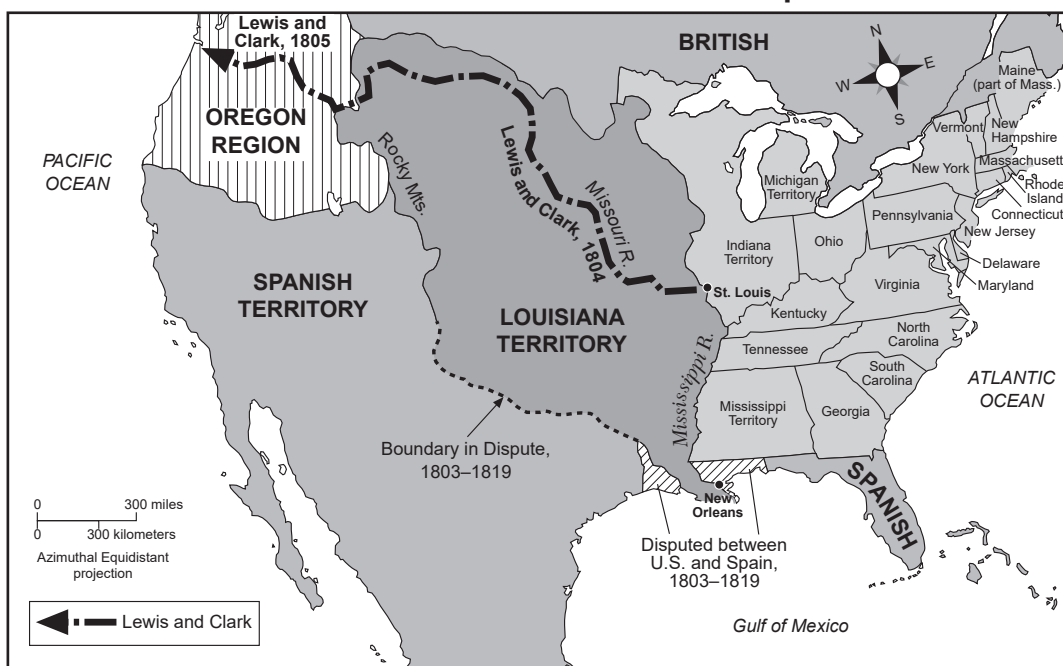 Lewis and
Clark, 1805
BRITISH
N
E
W
S
Maine
(part of Mass.)
OREGON
REGION
PACIFIC
OCEAN
Rocky Mts.
Lewis and Clark, 1804
Missouri R.
Vermont
New
Hampshire
New York
Massachusett
Rhode
Island
Connecticut
Michigan
Territory
Pennsylvania
New Jersey
Indiana
Territory
Ohio
Delaware
Maryland
Virginia
St. Louis
SPANISH
TERRITORY
LOUISIANA
TERRITORY
Kentucky
Mississippi R.
Tennessee
North
Carolina
South
Carolina
ATLANTIC
OCEAN
Mississippi
Territory
Georgia
Boundary in Dispute,
1803–1819
SPANISH
New
Orleans
Disputed between
U.S. and Spain,
1803–1819
0 300 miles
0 300 kilometers
Azimuthal Equidistant
projection
Lewis and Clark
Gulf of Mexico